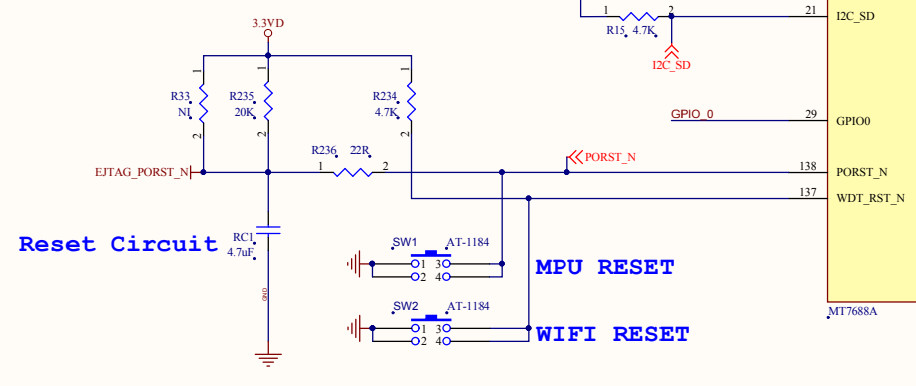 3.3VD
1
2
R15
4.7K
21
I2C_SD
I2C_SD
1
R33
NI
2
1
R235
20K
2
1
R234
4.7K
2
GPIO_0
29
GPIO0
EJTAG_PORST_N
R236
22R
1
2
PORST_N
138
PORST_N
137
WDT_RST_N
Reset Circuit
RC1
4.7uF
GND
SW1
AT-1184
1 3
2 4
MPU RESET
SW2
AT-1184
1 3
2 4
WIFI RESET
MT7688A